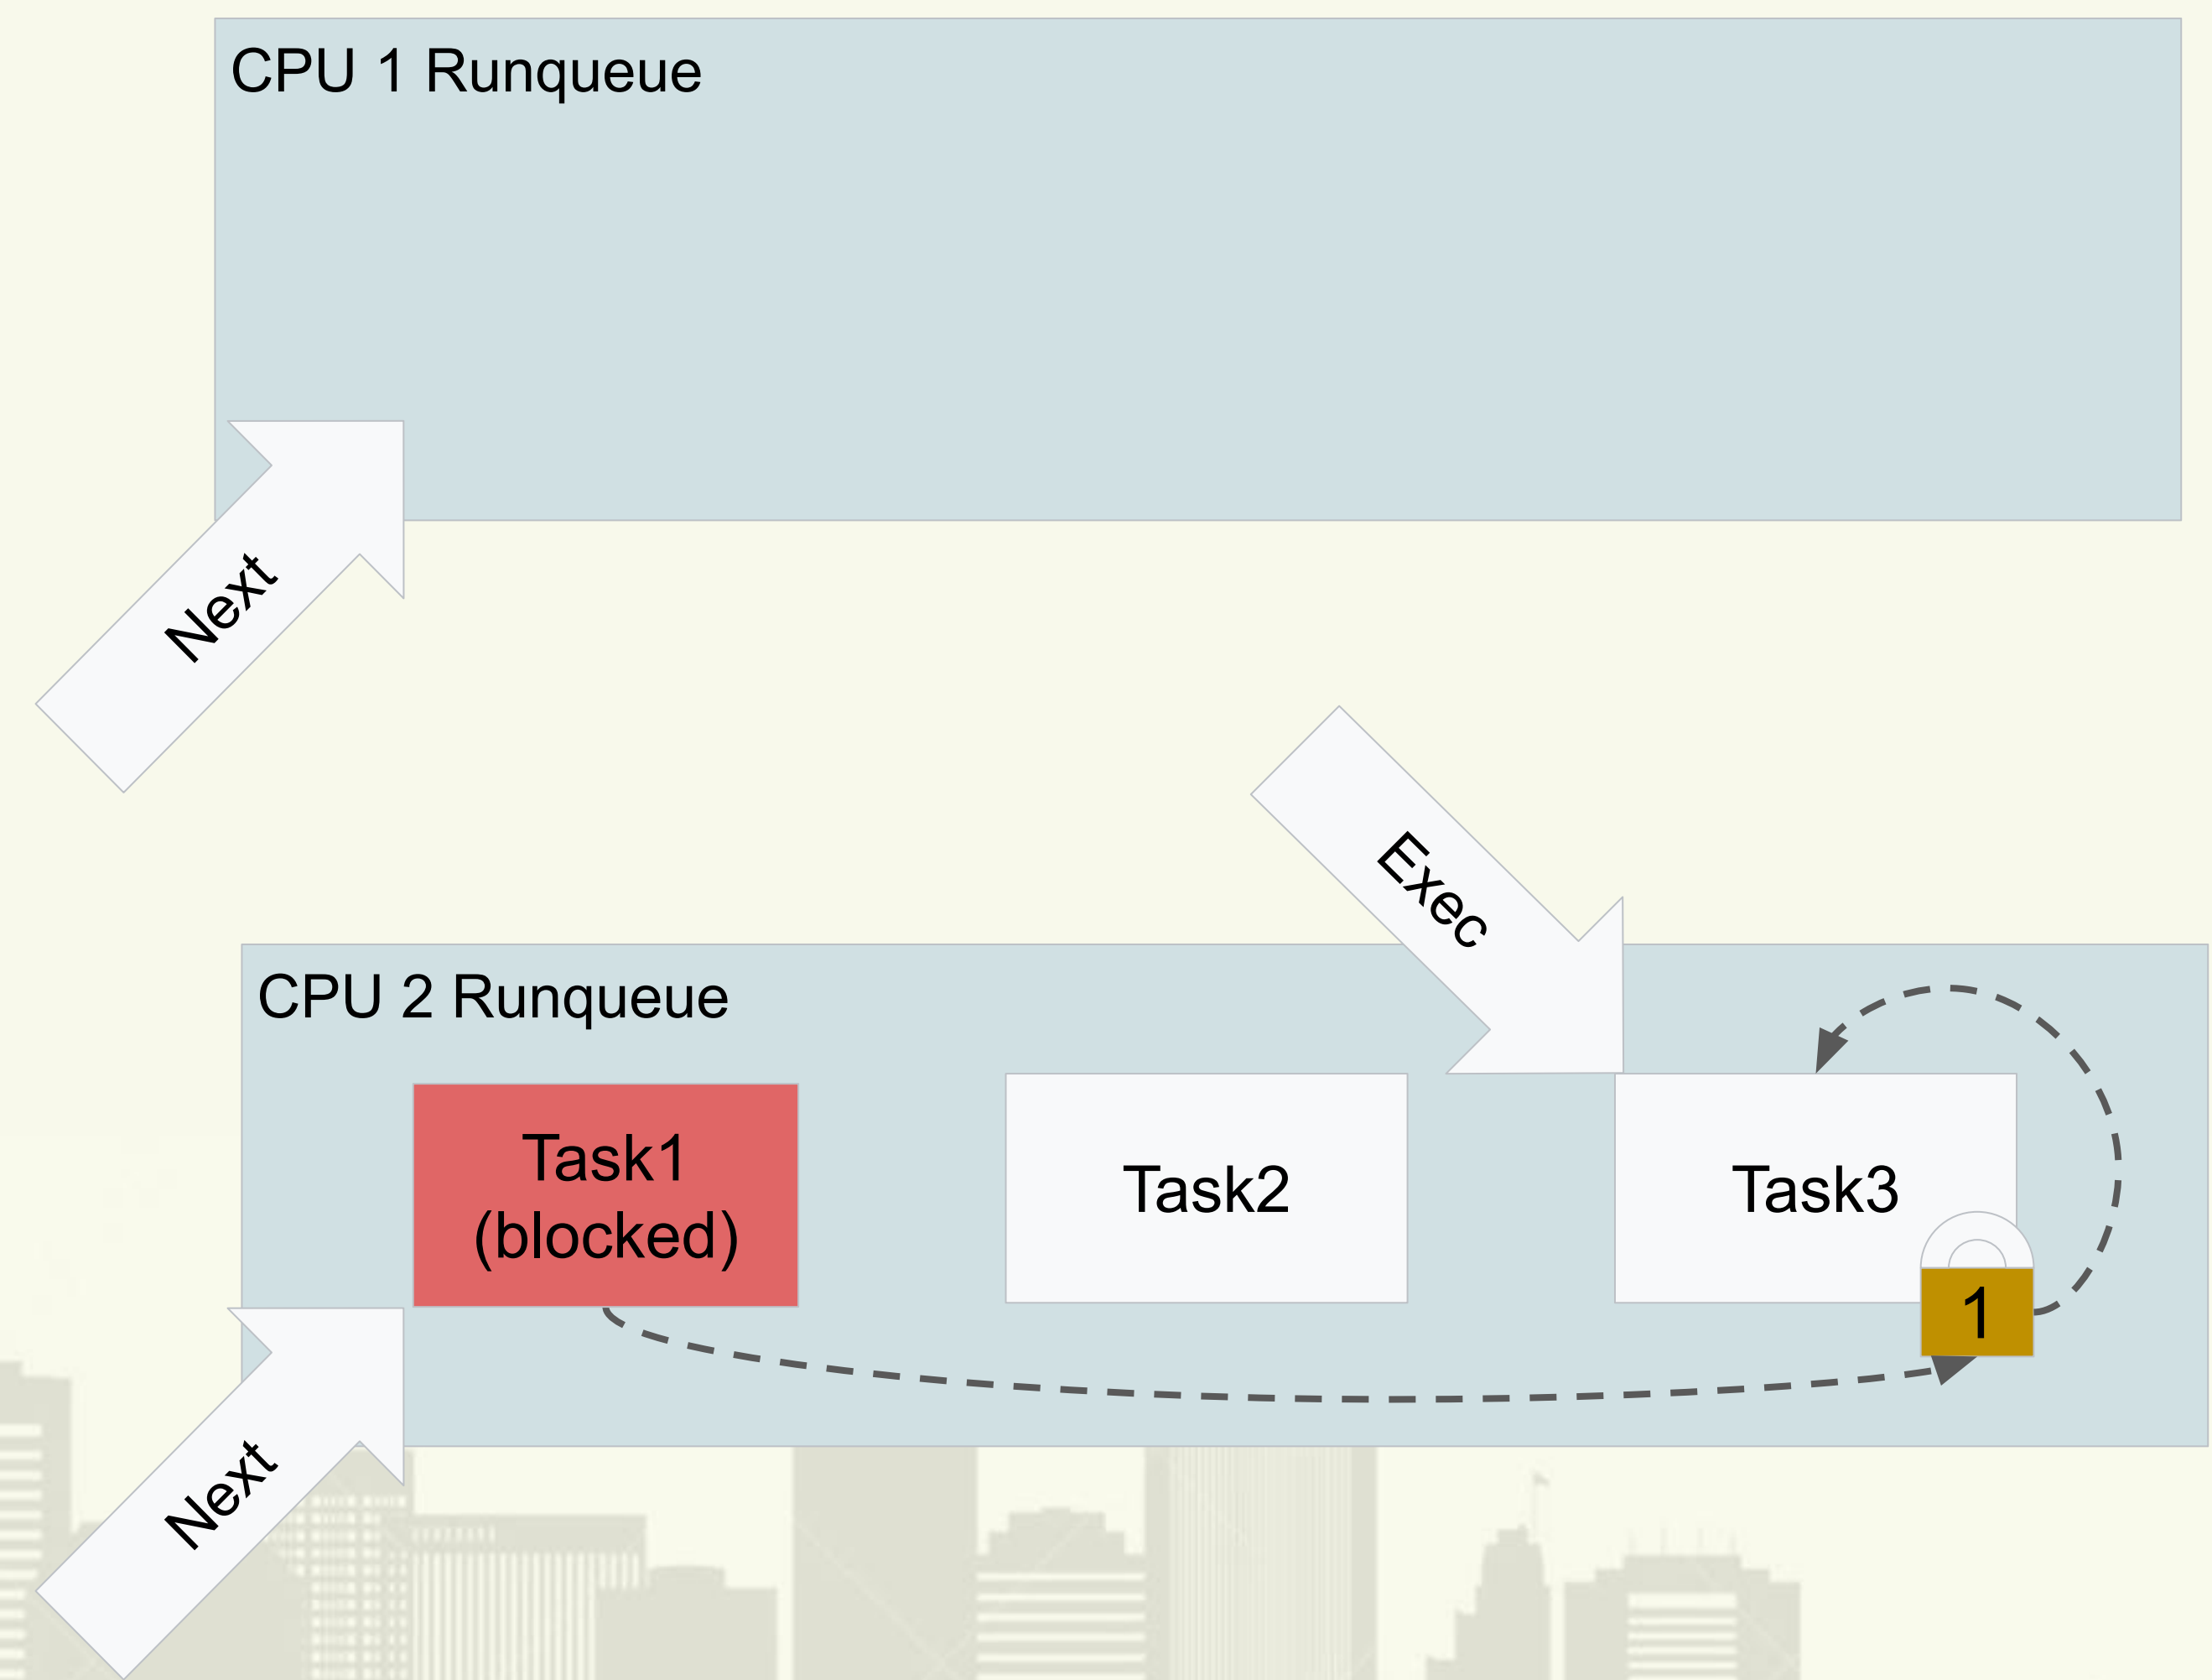 CPU 1 Runqueue
Next
Exec
CPU 2 Runqueue
Task1
(blocked)
Task2
Task3
1
Next